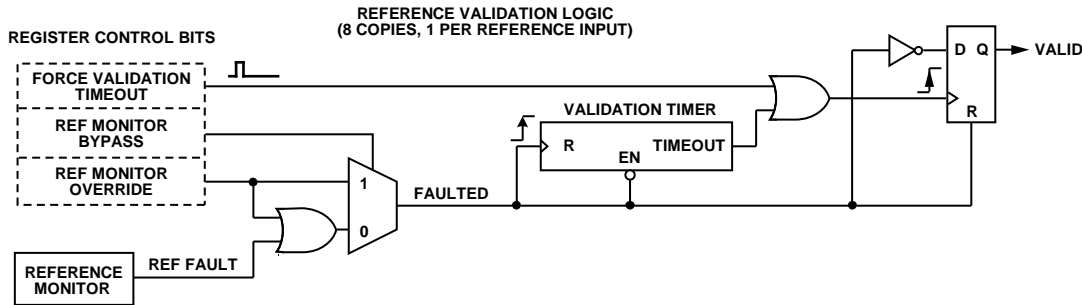 REFERENCE VALIDATION LOGIC
(8 COPIES, 1 PER REFERENCE INPUT)
REGISTER CONTROL BITS
FORCE VALIDATION
TIMEOUT
REF MONITOR
BYPASS
REF MONITOR
OVERRIDE
REFERENCE
MONITOR
REF FAULT
1
0
FAULTED
VALIDATION TIMER
R
TIMEOUT
EN
D Q
R
VALID